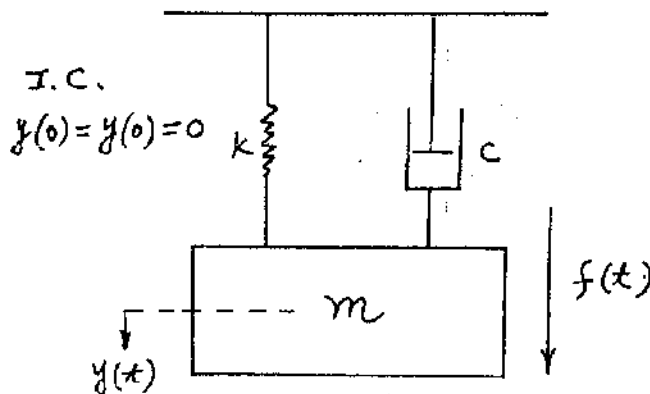 I.C.
y(0) = y(0) = 0
K
C
m
f(t)
y(t)